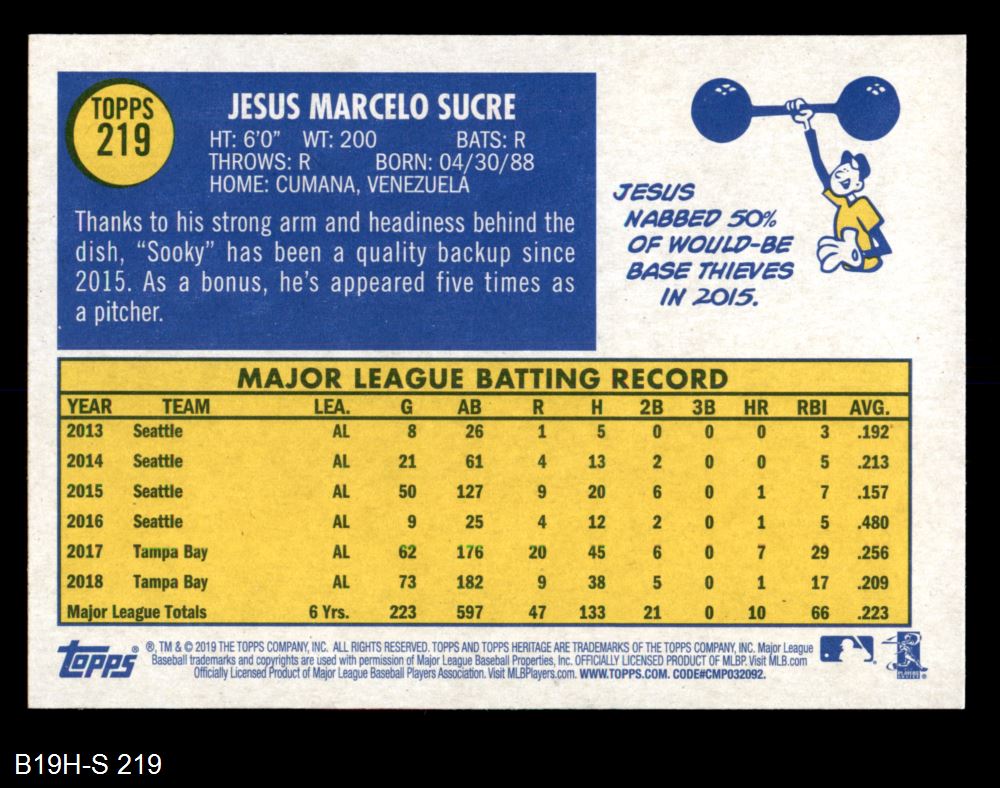 TOPPS
219
JESUS MARCELO SUCRE
HT: 6'0" WT: 200 BATS: R
THROWS: R BORN: 04/30/88
HOME: CUMANA, VENEZUELA
Thanks to his strong arm and headiness behind the
dish, “Sooky” has been a quality backup since
2015. As a bonus, he's appeared five times as
a pitcher.
JESUS
NABBED 50%
OF WOULD-BE
BASE THIEVES
IN 2015.
MAJOR LEAGUE BATTING RECORD
YEAR TEAM LEA. G AB R H 2B 3B HR RBI AVG.
2013 Seattle AL 8 26 1 5 0 0 0 3 .192
2014 Seattle AL 21 61 4 13 2 0 0 5 .213
2015 Seattle AL 50 127 9 20 6 0 1 7 .157
2016 Seattle AL 9 25 4 12 2 0 1 5 .480
2017 Tampa Bay AL 62 176 20 45 6 0 7 29 .256
2018 Tampa Bay AL 73 182 9 38 5 0 1 17 .209
Major League Totals 6 Yrs. 223 597 47 133 21 0 10 66 .223
topps ®, TM & © 2019 THE TOPPS COMPANY, INC. ALL RIGHTS RESERVED. TOPPS AND TOPPS HERITAGE ARE TRADEMARKS OF THE TOPPS COMPANY, INC. Major League
Baseball trademarks and copyrights are used with permission of Major League Baseball Properties, Inc. OFFICIALLY LICENSED PRODUCT OF MLBP. Visit MLB.com
Officially Licensed Product of Major League Baseball Players Association. Visit MLBPlayers.com. WWW.TOPPS.COM. CODE#CMP032092.
B19H-S 219